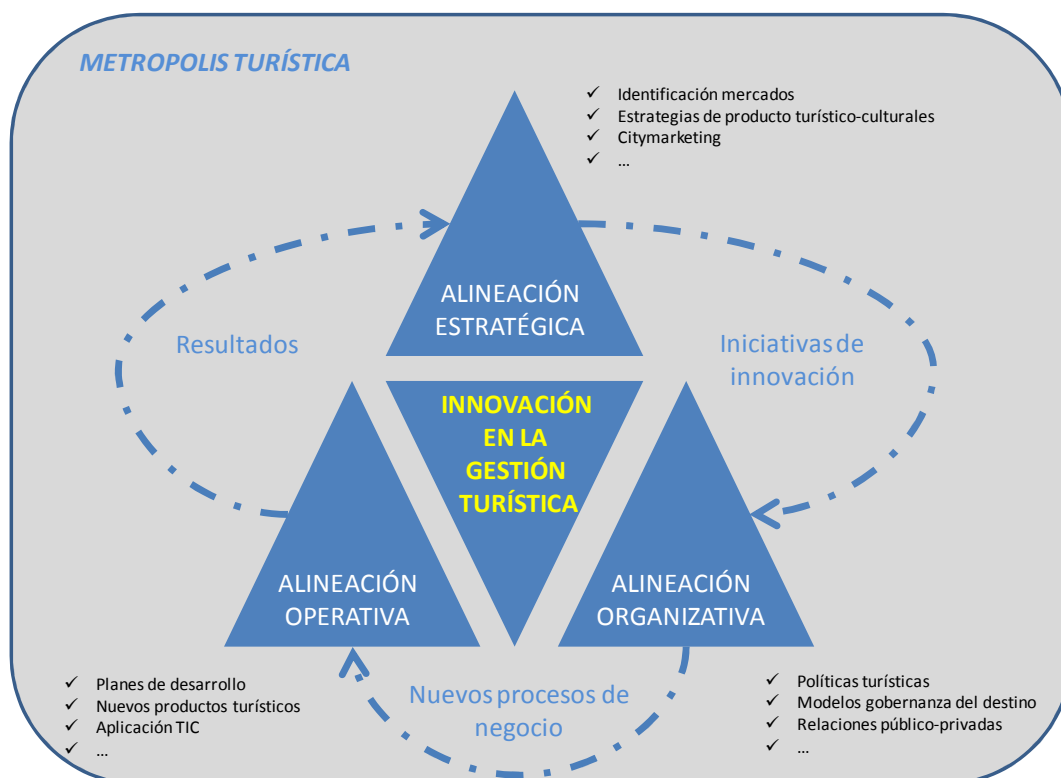 METROPOLIS TURÍSTICA
✓ Identificación mercados
✓ Estrategias de producto turístico-culturales
✓ Citymarketing
✓ ...
ALINEACIÓN
ESTRATÉGICA
Resultados
Iniciativas de
innovación
INNOVACIÓN
EN LA
GESTIÓN
TURÍSTICA
ALINEACIÓN
OPERATIVA
ALINEACIÓN
ORGANIZATIVA
✓ Planes de desarrollo
✓ Nuevos productos turísticos
✓ Aplicación TIC
✓ ...
Nuevos procesos de
negocio
✓ Políticas turísticas
✓ Modelos gobernanza del destino
✓ Relaciones público-privadas
✓ ...